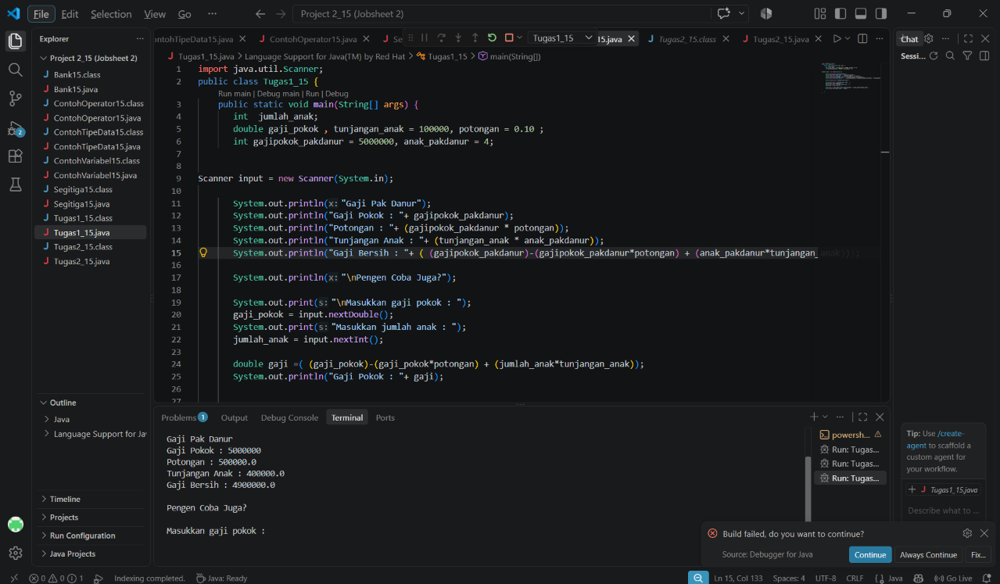 File Edit Selection View Go ··· Project 2_15 (Jobsheet 2)
Explorer ···
Project 2_15 (Jobsheet 2)
Bank15.class
Bank15.java
ContohOperator15.class
ContohOperator15.java
ContohTipeData15.class
ContohTipeData15.java
ContohVariabel15.class
ContohVariabel15.java
Segitiga15.class
Segitiga15.java
Tugas1_15.class
Tugas1_15.java
Tugas2_15.class
Tugas2_15.java
Outline
Java
Language Support for Jav
Timeline
Projects
Run Configuration
Java Projects
2
ontohTipeData15.java ContohOperator15.java Se Tugas1_15 15.java Tugas2_15.class Tugas2_15.java ···
Tugas1_15.java > Language Support for Java(TM) by Red Hat > Tugas1_15 > main(String[])
1 import java.util.Scanner;
2 public class Tugas1_15 {
Run main | Debug main | Run | Debug
3 public static void main(String[] args) {
4 int  jumlah_anak;
5 double gaji_pokok , tunjangan_anak = 100000, potongan = 0.10 ;
6 int gajipokok_pakdanur = 5000000, anak_pakdanur = 4;
7
8
9 Scanner input = new Scanner(System.in);
10
11 System.out.println(x: "Gaji Pak Danur");
12 System.out.println("Gaji Pokok : "+ gajipokok_pakdanur);
13 System.out.println("Potongan : "+ (gajipokok_pakdanur * potongan));
14 System.out.println("Tunjangan Anak : "+ (tunjangan_anak * anak_pakdanur));
15 System.out.println("Gaji Bersih : "+ ( (gajipokok_pakdanur)-(gajipokok_pakdanur*potongan) + (anak_pakdanur*tunjangan_anak)));
16
17 System.out.println(x: "\nPengen Coba Juga?");
18
19 System.out.print(s: "\nMasukkan gaji pokok : ");
20 gaji_pokok = input.nextDouble();
21 System.out.print(s: "Masukkan jumlah anak : ");
22 jumlah_anak = input.nextInt();
23
24 double gaji =( (gaji_pokok)-(gaji_pokok*potongan) + (jumlah_anak*tunjangan_anak));
25 System.out.println("Gaji Pokok : "+ gaji);
26
27
Problems 1 Output Debug Console Terminal Ports
Gaji Pak Danur
Gaji Pokok : 5000000
Potongan : 500000.0
Tunjangan Anak : 400000.0
Gaji Bersih : 4900000.0
Pengen Coba Juga?
Masukkan gaji pokok :
powersh...
Run: Tugas...
Run: Tugas...
Run: Tugas...
Chat ···
Sessi...
Tip: Use /create-
agent to scaffold a
custom agent for
your workflow.
Tugas1_15.java
Describe what to ...
Build failed, do you want to continue?
Source: Debugger for Java Continue Always Continue Fix...
0 0 1 Indexing completed. Java: Ready Ln 15, Col 133 Spaces: 4 UTF-8 CRLF {} Java Go Live